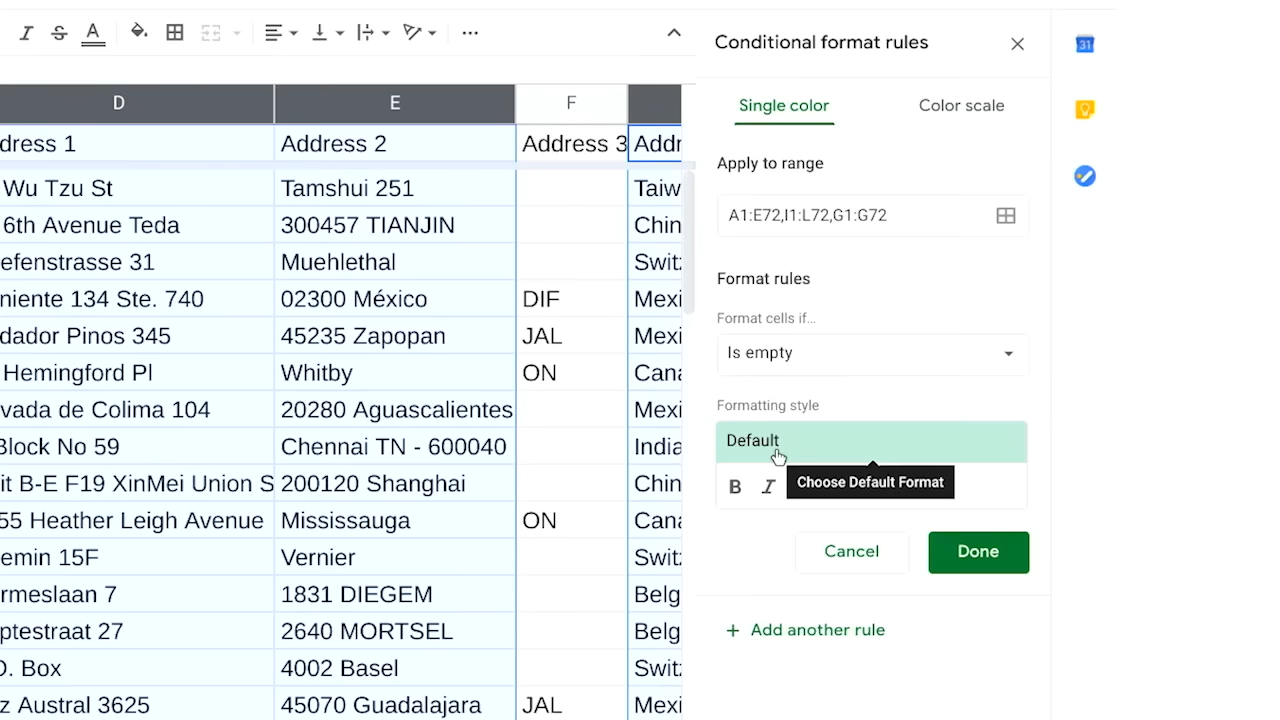 I S A
Conditional format rules
31
D E F
Single color Color scale
dress 1 Address 2 Address 3 Addr
Apply to range
Wu Tzu St Tamshui 251 Taiw
A1:E72,I1:L72,G1:G72
6th Avenue Teda 300457 TIANJIN Chin
efenstrasse 31 Muehlethal Swit
Format rules
niente 134 Ste. 740 02300 México DIF Mexi
Format cells if…
dador Pinos 345 45235 Zapopan JAL Mexi
Is empty
Hemingford Pl Whitby ON Cana
vada de Colima 104 20280 Aguascalientes Mexi
Formatting style
Default
Block No 59 Chennai TN - 600040 India
it B-E F19 XinMei Union S 200120 Shanghai Chin
B I Choose Default Format
55 Heather Leigh Avenue Mississauga ON Cana
emin 15F Vernier Swit
Cancel Done
rmeslaan 7 1831 DIEGEM Belg
ptestraat 27 2640 MORTSEL Belg
+ Add another rule
O. Box 4002 Basel Swit
z Austral 3625 45070 Guadalajara JAL Mexi